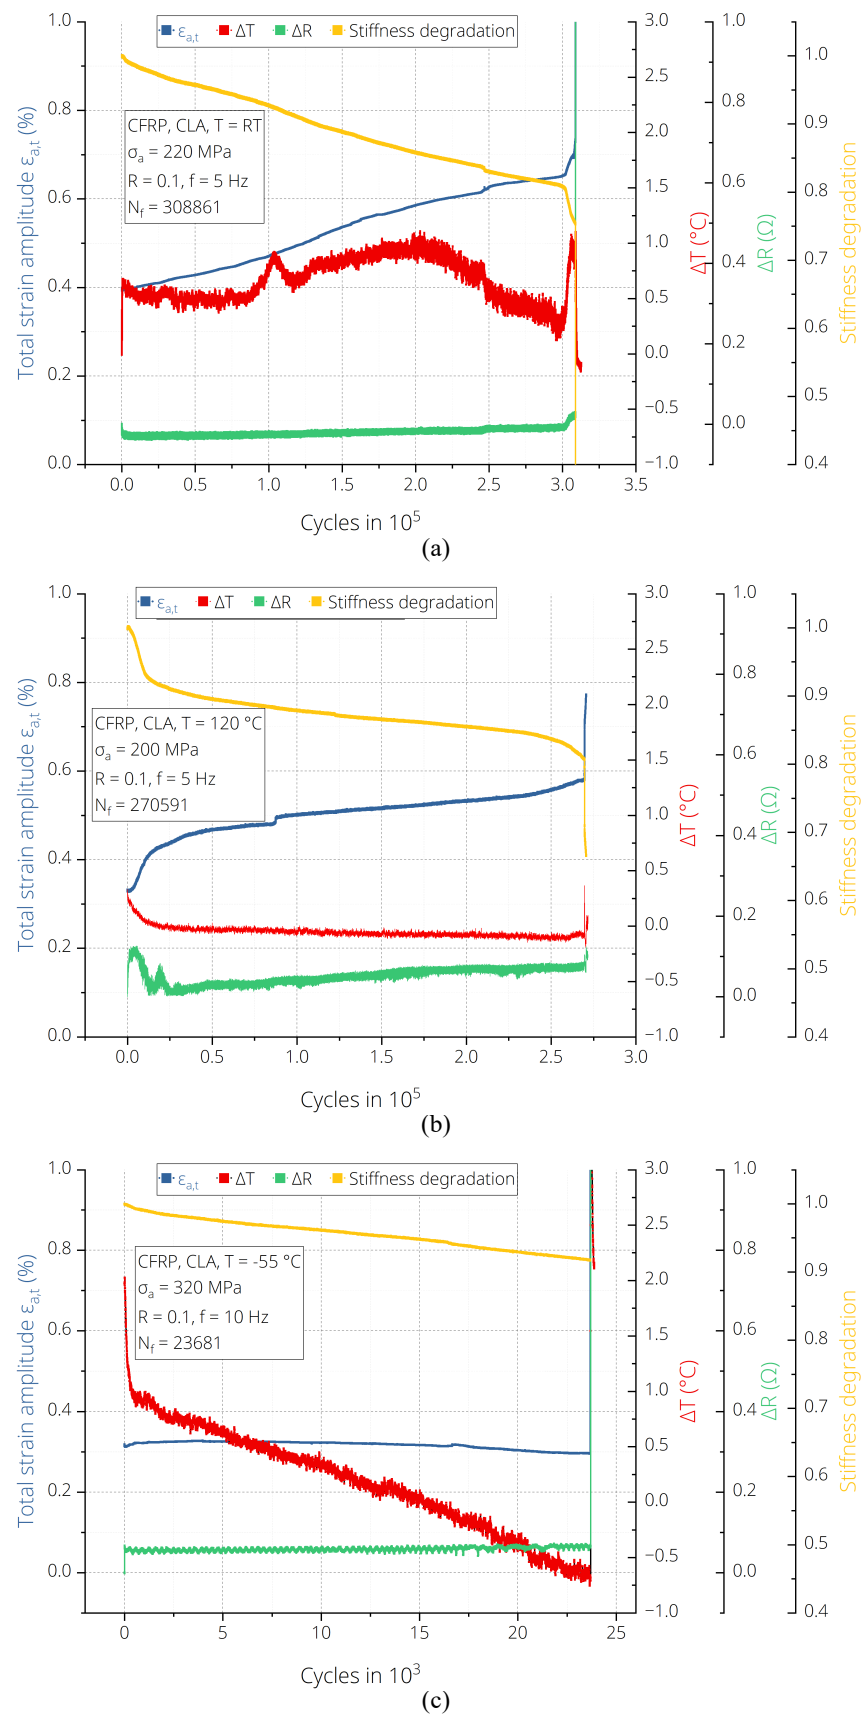 ε_a,t ΔT ΔR Stiffness degradation
CFRP, CLA, T = RT
σ_a = 220 MPa
R = 0.1, f = 5 Hz
N_f = 308861
Total strain amplitude ε_a,t (%)
1.0
0.8
0.6
0.4
0.2
0.0
3.0
2.5
2.0
1.5
1.0
0.5
0.0
−0.5
−1.0
ΔT (°C)
1.0
0.8
0.6
0.4
0.2
0.0
ΔR (Ω)
1.0
0.9
0.8
0.7
0.6
0.5
0.4
Stiffness degradation
0.0 0.5 1.0 1.5 2.0 2.5 3.0 3.5
Cycles in 10⁵
(a)
ε_a,t ΔT ΔR Stiffness degradation
CFRP, CLA, T = 120 °C
σ_a = 200 MPa
R = 0.1, f = 5 Hz
N_f = 270591
Total strain amplitude ε_a,t (%)
1.0
0.8
0.6
0.4
0.2
0.0
3.0
2.5
2.0
1.5
1.0
0.5
0.0
−0.5
−1.0
ΔT (°C)
1.0
0.8
0.6
0.4
0.2
0.0
ΔR (Ω)
1.0
0.9
0.8
0.7
0.6
0.5
0.4
Stiffness degradation
0.0 0.5 1.0 1.5 2.0 2.5 3.0
Cycles in 10⁵
(b)
ε_a,t ΔT ΔR Stiffness degradation
CFRP, CLA, T = -55 °C
σ_a = 320 MPa
R = 0.1, f = 10 Hz
N_f = 23681
Total strain amplitude ε_a,t (%)
1.0
0.8
0.6
0.4
0.2
0.0
3.0
2.5
2.0
1.5
1.0
0.5
0.0
−0.5
−1.0
ΔT (°C)
1.0
0.8
0.6
0.4
0.2
0.0
ΔR (Ω)
1.0
0.9
0.8
0.7
0.6
0.5
0.4
Stiffness degradation
0 5 10 15 20 25
Cycles in 10³
(c)